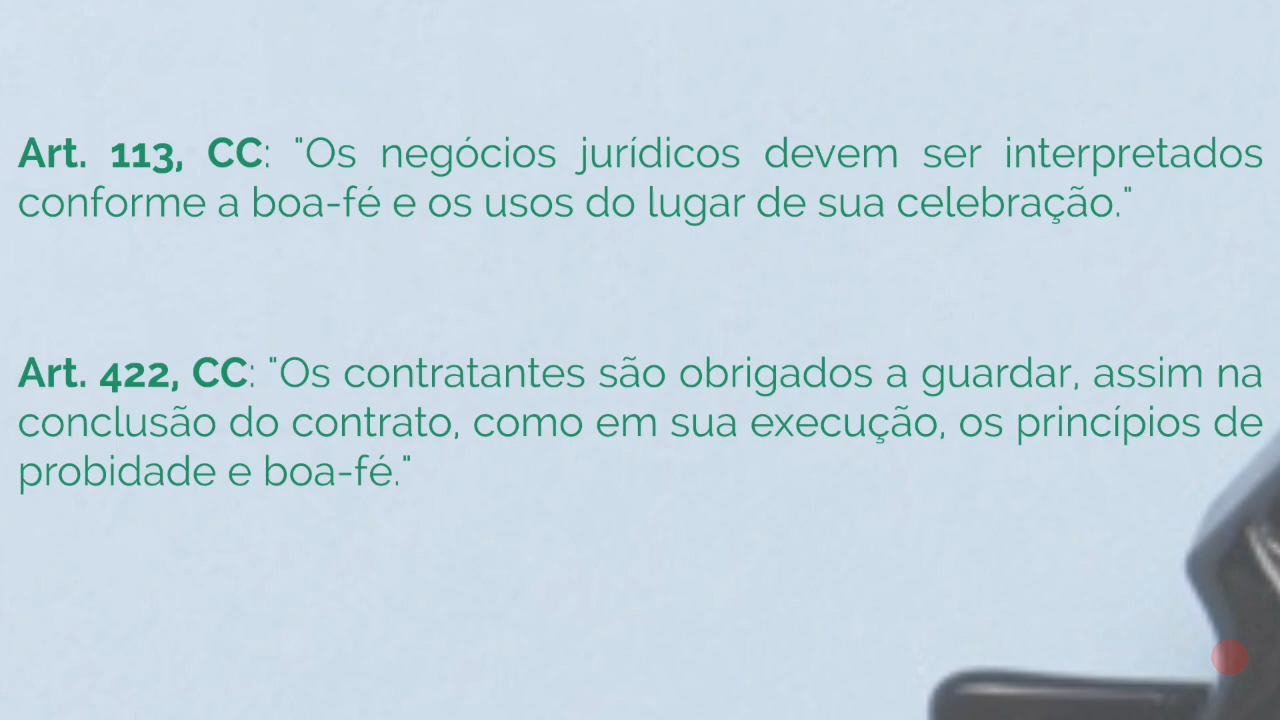 Art. 113, CC: "Os negócios jurídicos devem ser interpretados
conforme a boa-fé e os usos do lugar de sua celebração."
Art. 422, CC: "Os contratantes são obrigados a guardar, assim na
conclusão do contrato, como em sua execução, os princípios de
probidade e boa-fé."